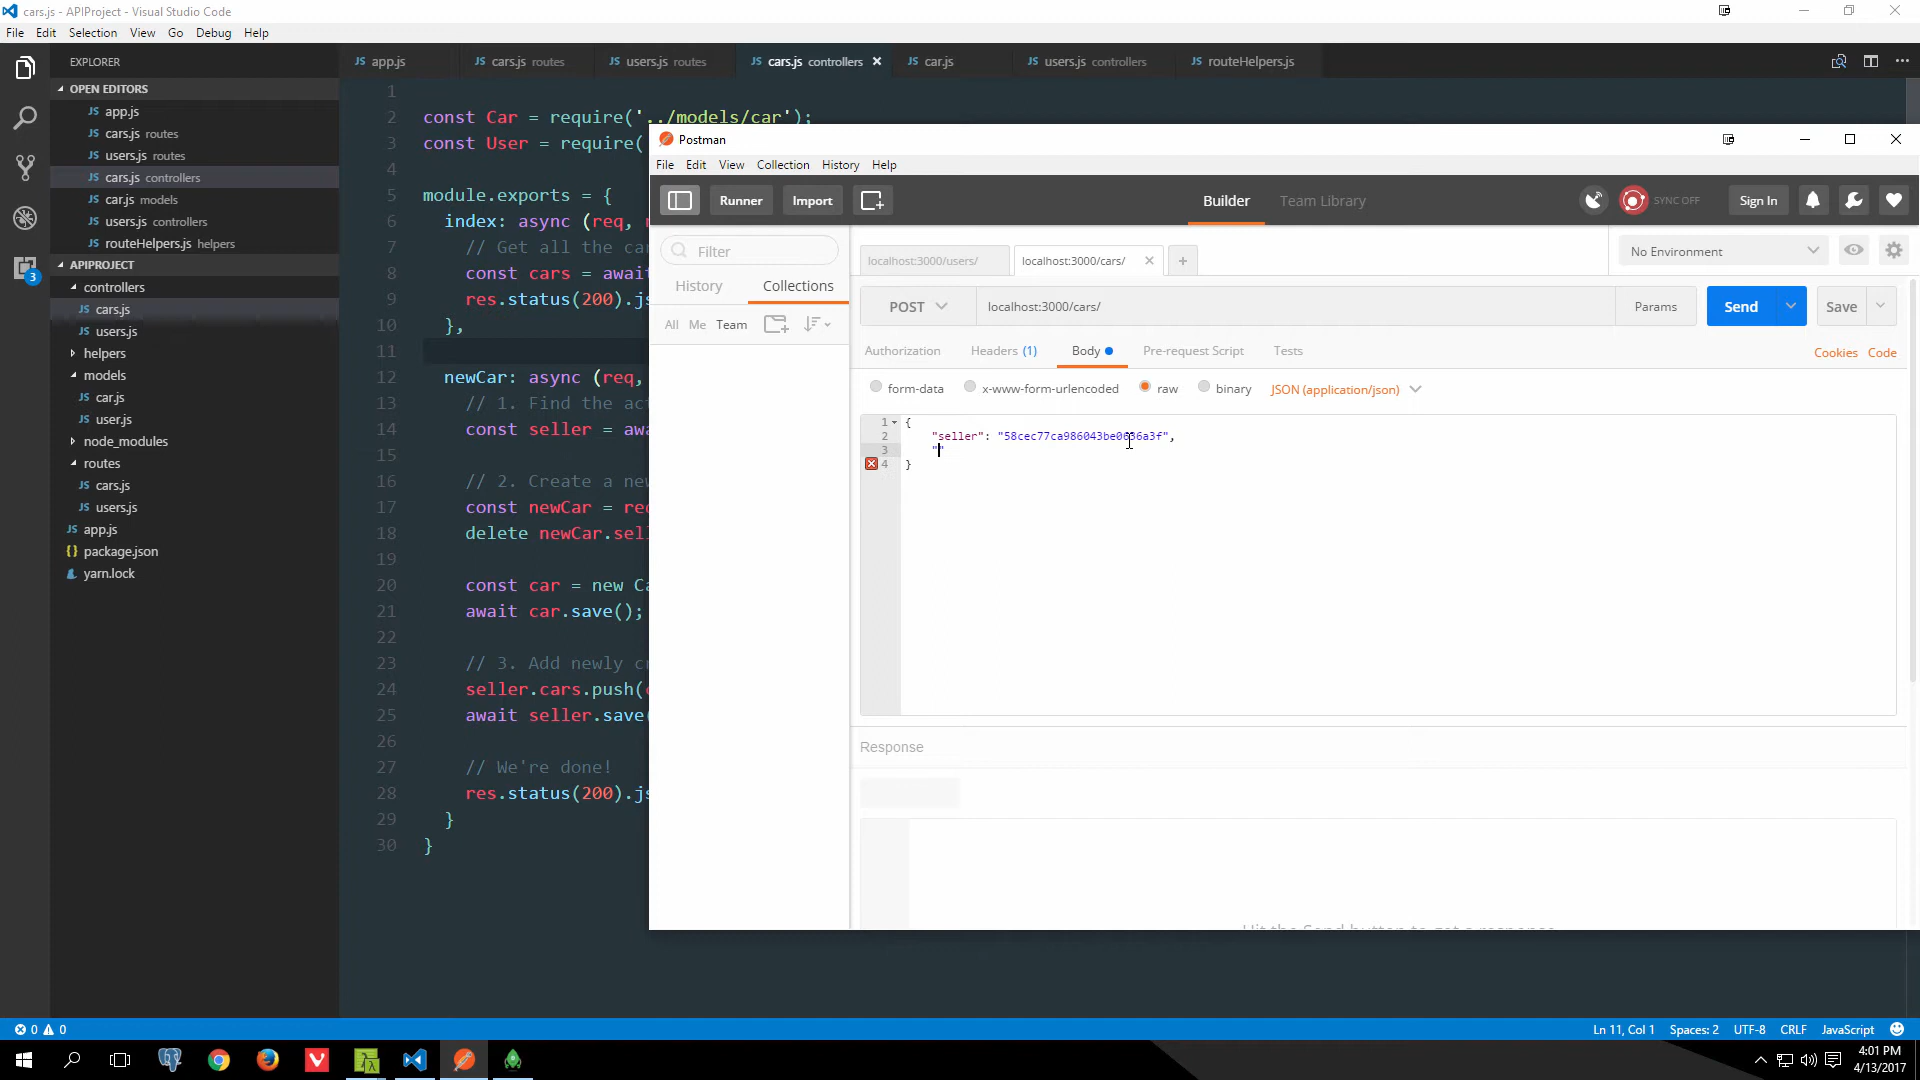 cars.js - APIProject - Visual Studio Code
File Edit Selection View Go Debug Help
EXPLORER
OPEN EDITORS
JS app.js
JS cars.js routes
JS users.js routes
JS cars.js controllers
JS car.js models
JS users.js controllers
JS routeHelpers.js helpers
APIPROJECT
controllers
JS cars.js
JS users.js
helpers
models
JS car.js
JS user.js
node_modules
routes
JS cars.js
JS users.js
JS app.js
{} package.json
yarn.lock
3
JS app.js JS cars.js routes JS users.js routes JS cars.js controllers JS car.js JS users.js controllers JS routeHelpers.js
1
2 const Car = require('../models/car');
3 const User = require('
4
5 module.exports = {
6 index: async (req,
7 // Get all the ca
8 const cars = awai
9 res.status(200).js
10 },
11
12 newCar: async (req,
13 // 1. Find the ac
14 const seller = awa
15
16 // 2. Create a ne
17 const newCar = re
18 delete newCar.sel
19
20 const car = new Ca
21 await car.save();
22
23 // 3. Add newly c
24 seller.cars.push(
25 await seller.save(
26
27 // We're done!
28 res.status(200).js
29 }
30 }
Postman
File Edit View Collection History Help
Runner Import Builder Team Library SYNC OFF Sign In
Filter
History Collections
All Me Team
localhost:3000/users/ localhost:3000/cars/ No Environment
POST localhost:3000/cars/ Params Send Save
Authorization Headers (1) Body Pre-request Script Tests Cookies Code
form-data x-www-form-urlencoded raw binary JSON (application/json)
1 {
2 "seller": "58cec77ca986043be0636a3f",
3 ""
4 }
Response
Hit the Send button to get a response
0 0 Ln 11, Col 1 Spaces: 2 UTF-8 CRLF JavaScript
4:01 PM
4/13/2017